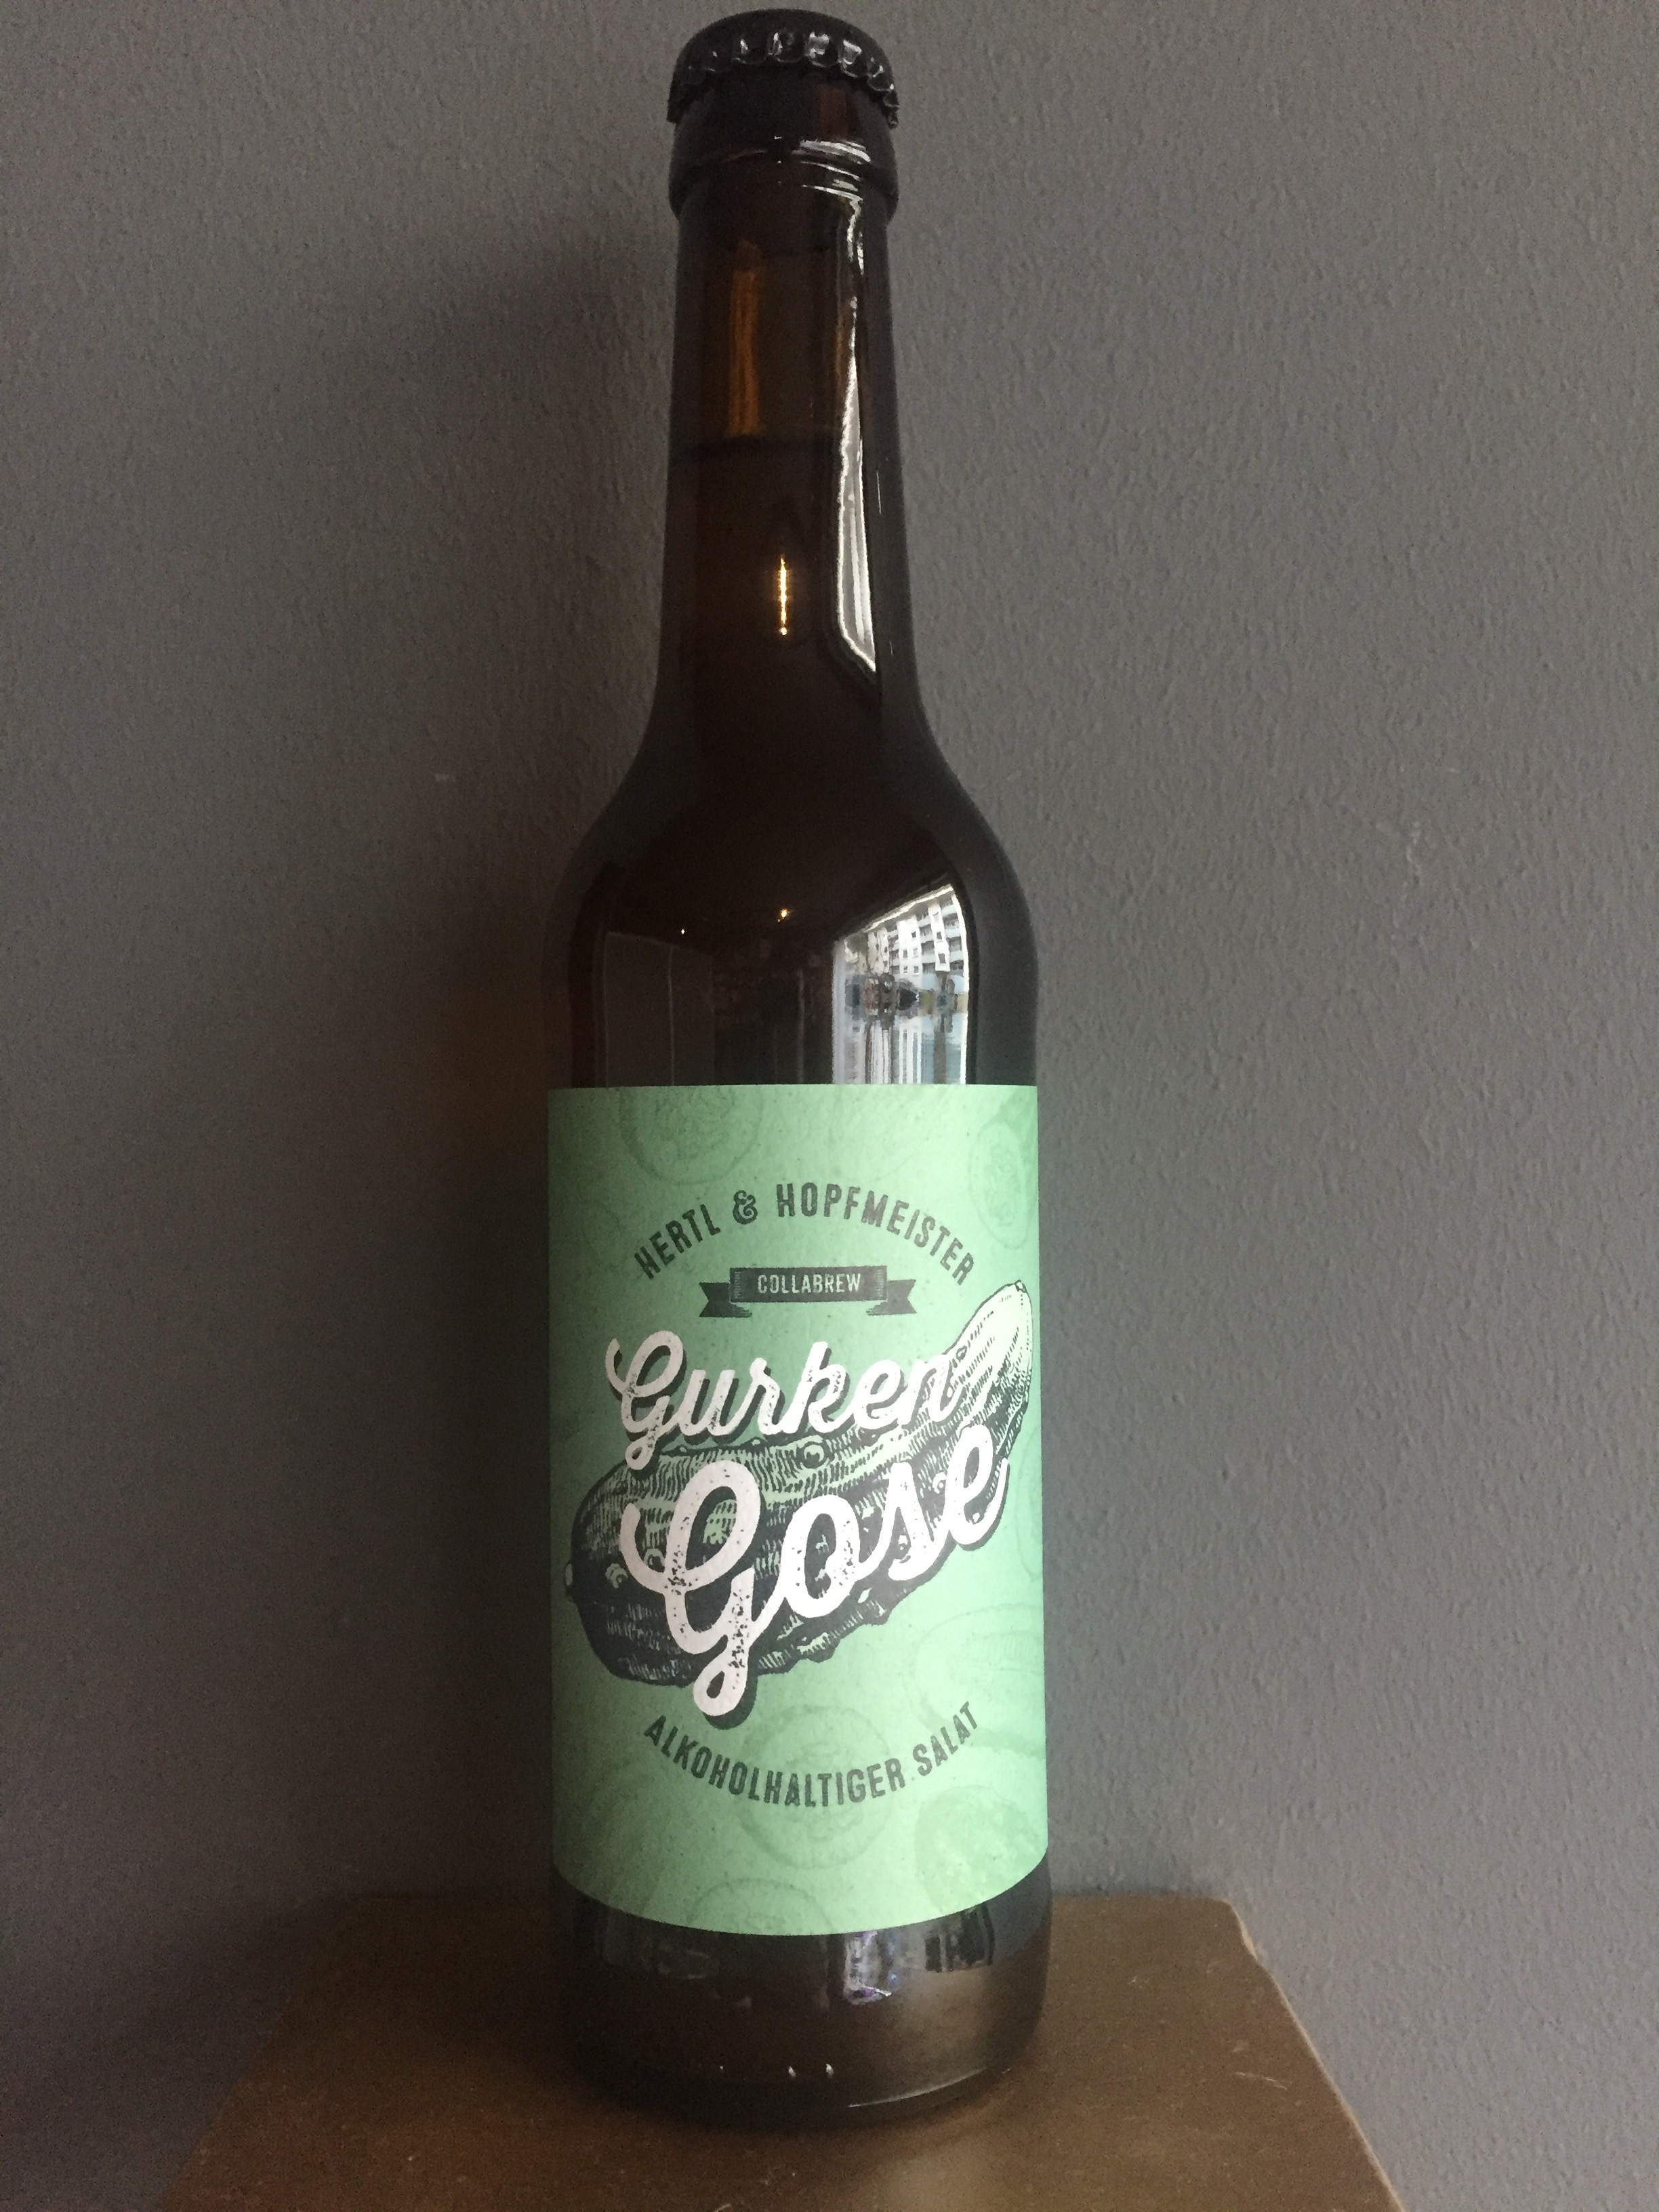 HERTL & HOPFMEISTER
COLLABREW
Gurken
Gose
ALKOHOLHALTIGER SALAT